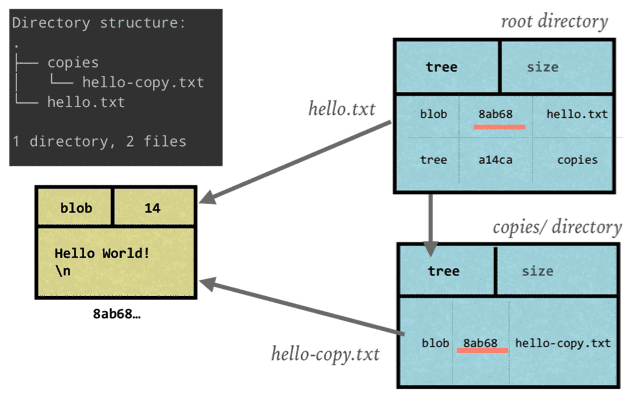 Directory structure:
.
├── copies
│   └── hello-copy.txt
└── hello.txt
1 directory, 2 files
root directory
tree size
blob 8ab68 hello.txt
tree a14ca copies
hello.txt
blob 14
Hello World!
\n
8ab68…
copies/ directory
tree size
blob 8ab68 hello-copy.txt
hello-copy.txt